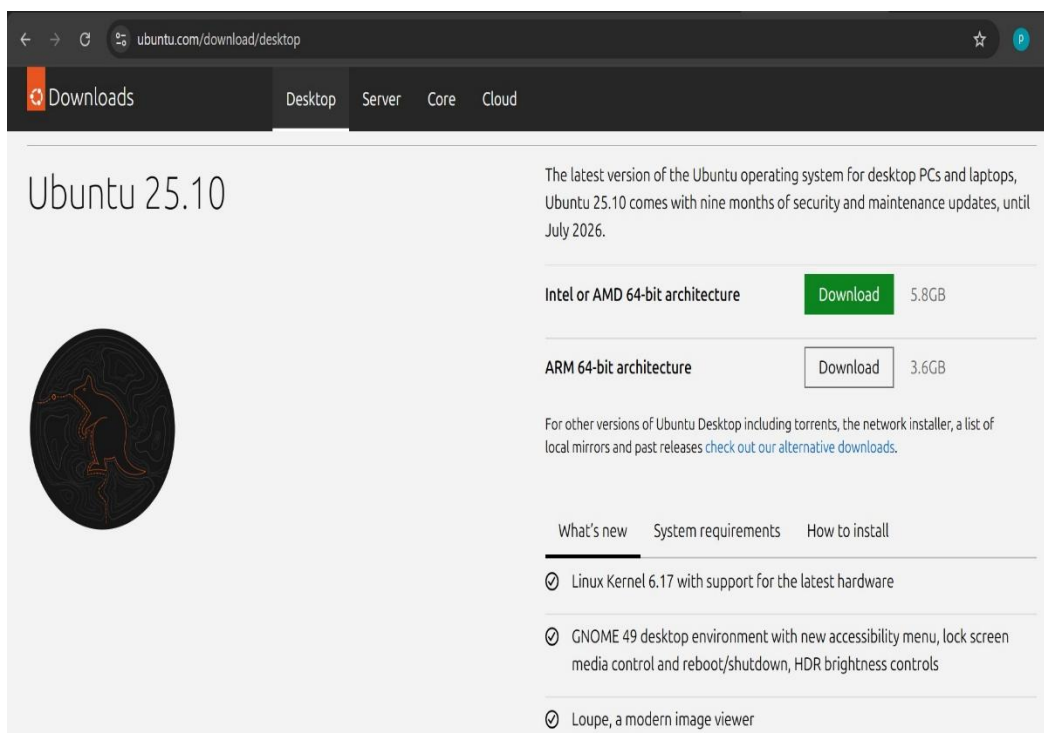 ubuntu.com/download/desktop
P
Downloads
Desktop
Server
Core
Cloud
Ubuntu 25.10
The latest version of the Ubuntu operating system for desktop PCs and laptops,
Ubuntu 25.10 comes with nine months of security and maintenance updates, until
July 2026.
Intel or AMD 64-bit architecture
Download
5.8GB
ARM 64-bit architecture
Download
3.6GB
For other versions of Ubuntu Desktop including torrents, the network installer, a list of
local mirrors and past releases check out our alternative downloads.
What's new
System requirements
How to install
Linux Kernel 6.17 with support for the latest hardware
GNOME 49 desktop environment with new accessibility menu, lock screen
media control and reboot/shutdown, HDR brightness controls
Loupe, a modern image viewer